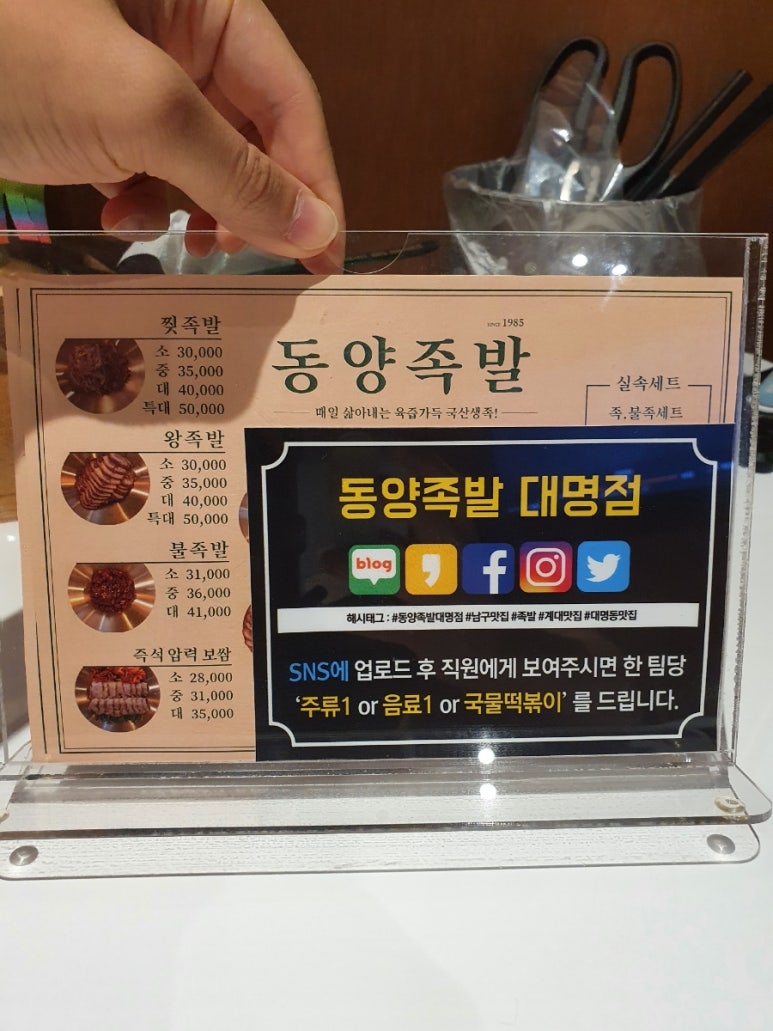 찢족발
소 30,000
중 35,000
대 40,000
특대 50,000
왕족발
소 30,000
중 35,000
대 40,000
특대 50,000
불족발
소 31,000
중 36,000
대 41,000
즉석 압력 보쌈
소 28,000
중 31,000
대 35,000
SINCE 1985
동양족발
매일 삶아내는 육즙가득 국산생족!
실속세트
족,불족세트
동양족발 대명점
blog
해시태그 : #동양족발대명점 #남구맛집 #족발 #계대맛집 #대명동맛집
SNS에 업로드 후 직원에게 보여주시면 한 팀당
'주류1 or 음료1 or 국물떡볶이' 를 드립니다.